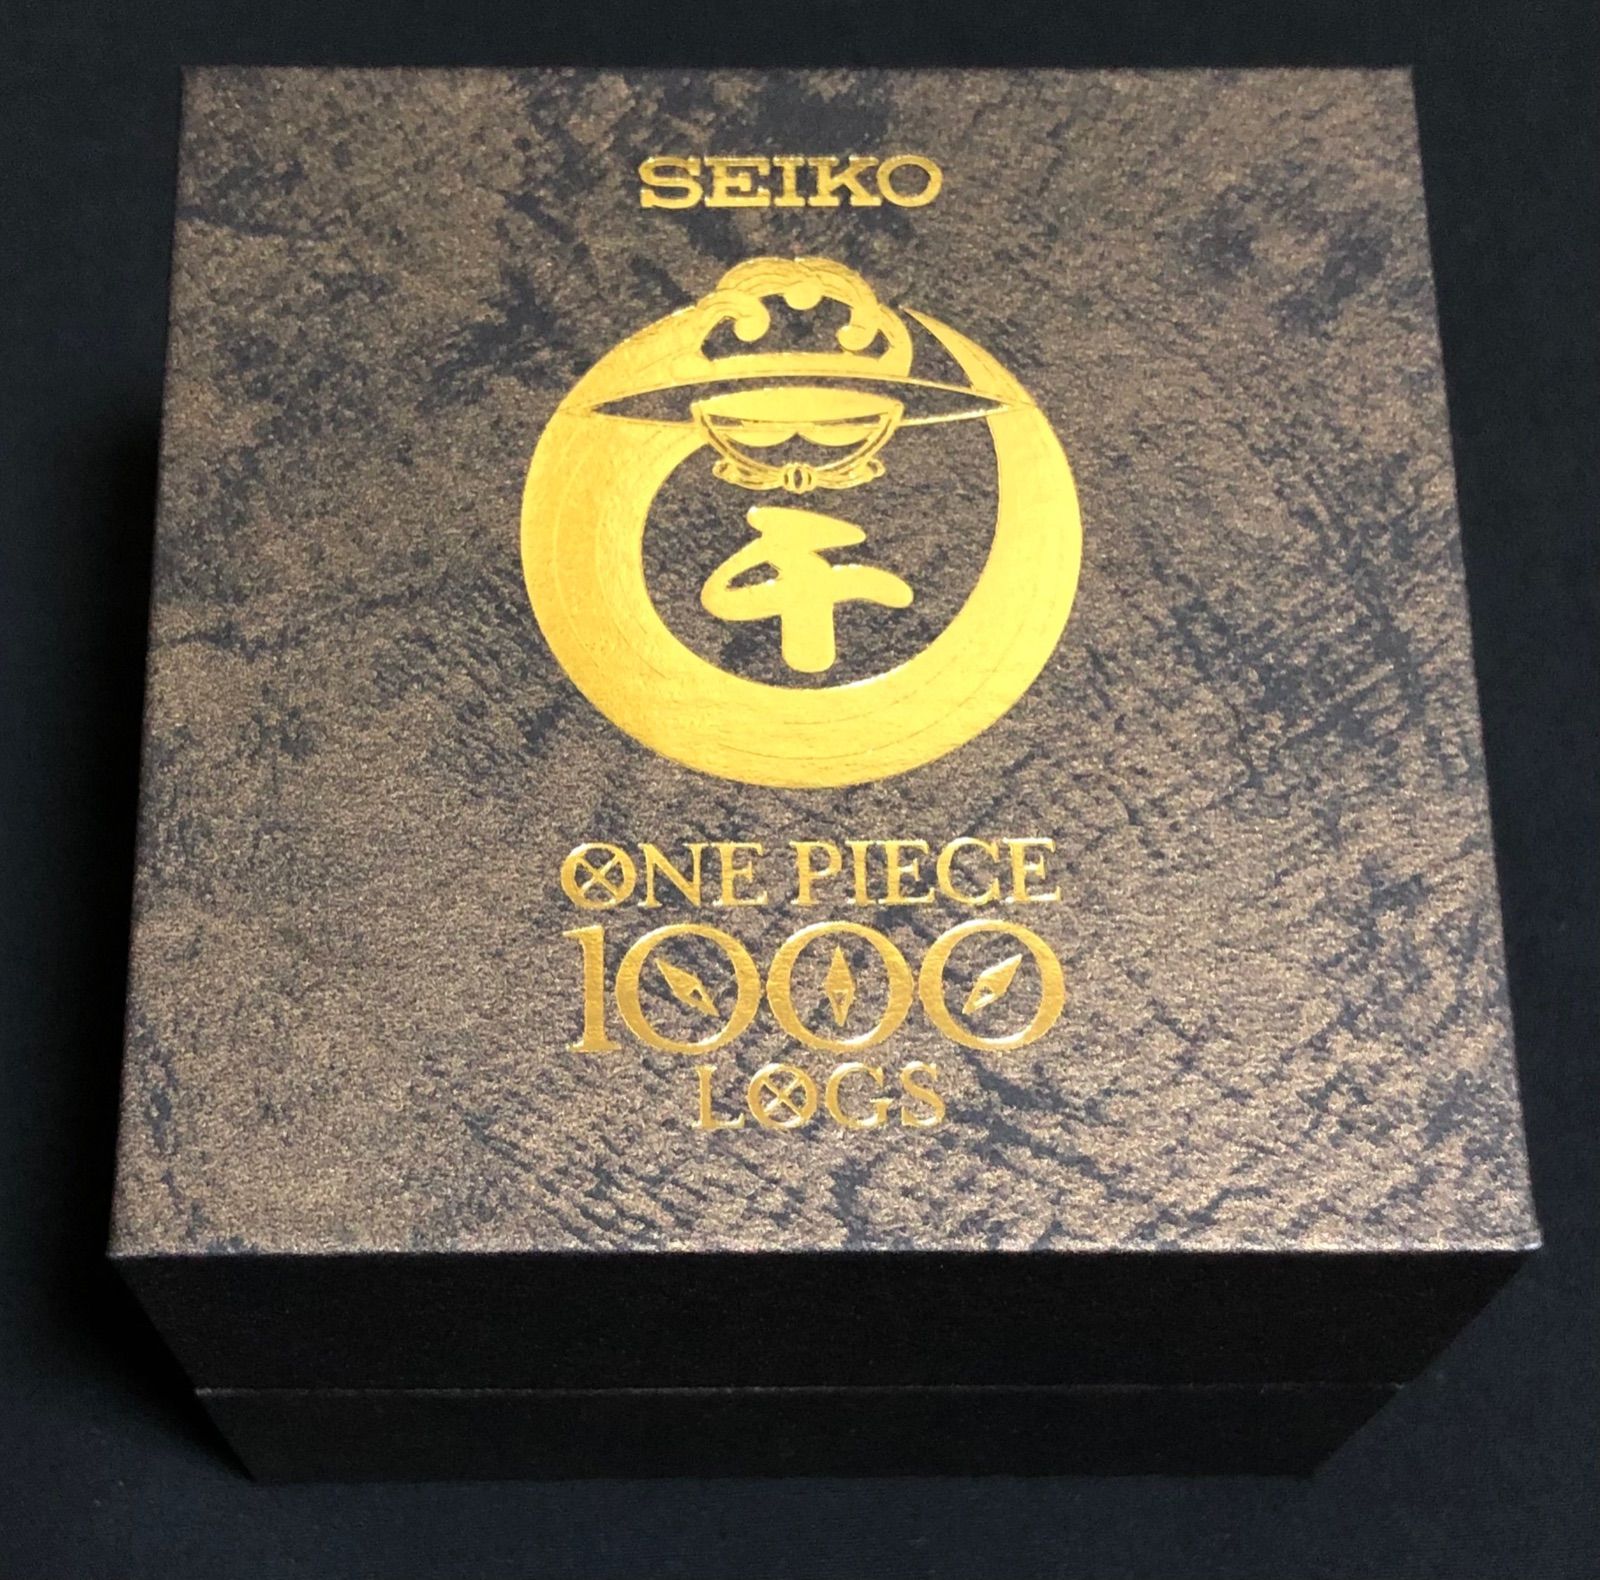 SEIKO
千
ONE PIECE
1000
LOGS